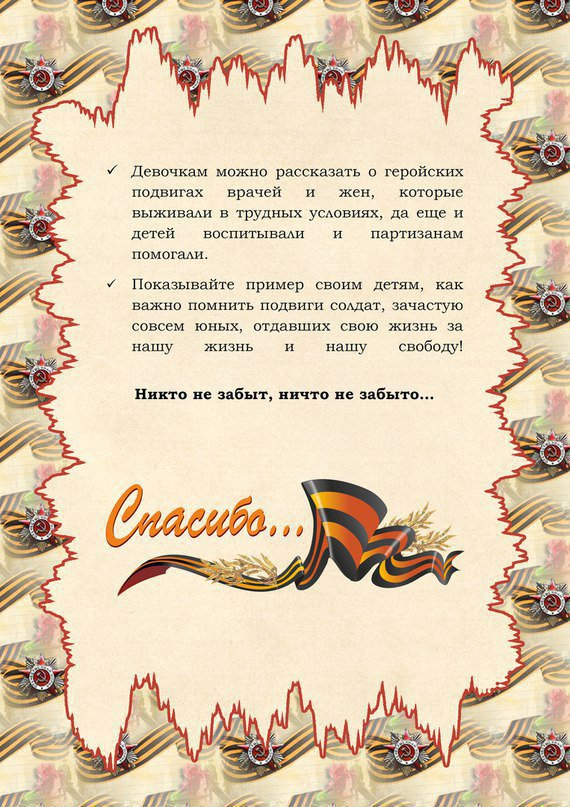 ✓ Девочкам можно рассказать о геройских
подвигах врачей и жен, которые
выживали в трудных условиях, да еще и
детей воспитывали и партизанам
помогали.
✓ Показывайте пример своим детям, как
важно помнить подвиги солдат, зачастую
совсем юных, отдавших свою жизнь за
нашу жизнь и нашу свободу!
Никто не забыт, ничто не забыто...
Спасибо...